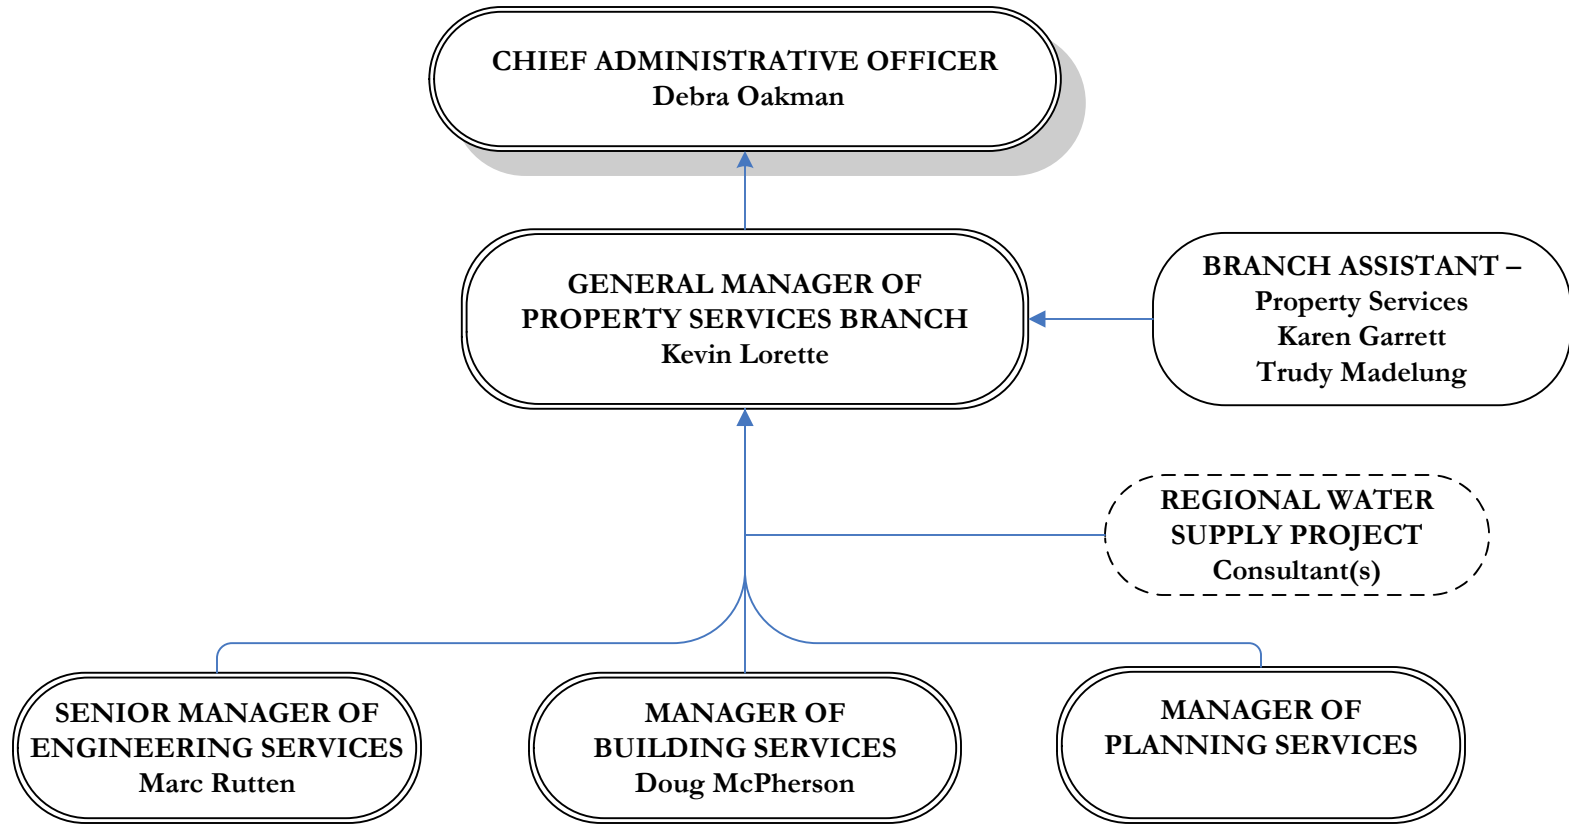 CHIEF ADMINISTRATIVE OFFICER
Debra Oakman
GENERAL MANAGER OF
PROPERTY SERVICES BRANCH
Kevin Lorette
BRANCH ASSISTANT –
Property Services
Karen Garrett
Trudy Madelung
REGIONAL WATER
SUPPLY PROJECT
Consultant(s)
SENIOR MANAGER OF
ENGINEERING SERVICES
Marc Rutten
MANAGER OF
BUILDING SERVICES
Doug McPherson
MANAGER OF
PLANNING SERVICES